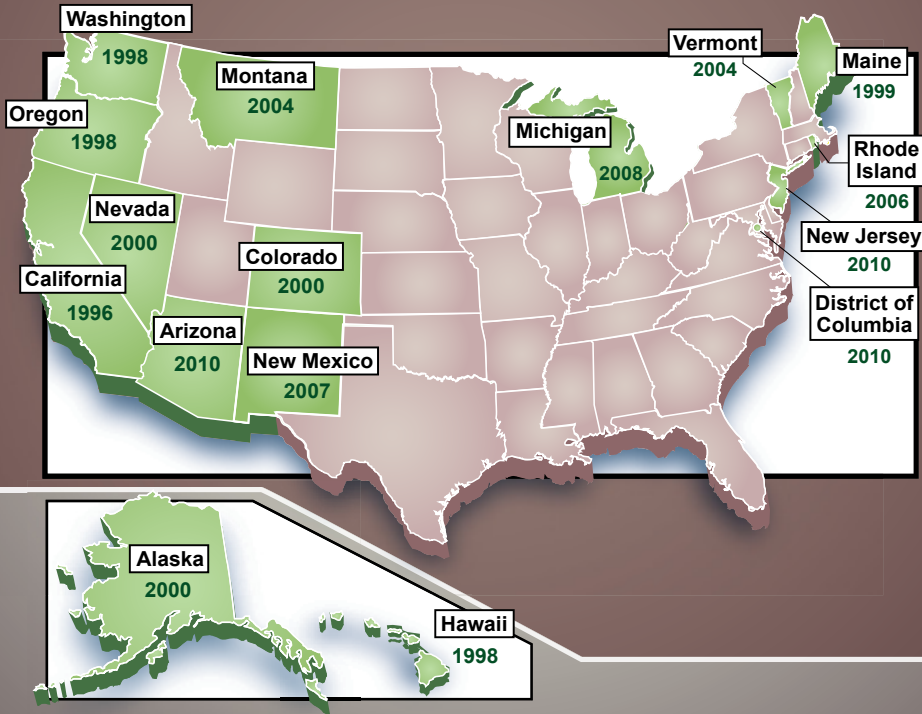 Washington
1998
Montana
2004
Oregon
1998
Nevada
2000
California
1996
Colorado
2000
Arizona
2010
New Mexico
2007
Michigan
2008
Vermont
2004
Maine
1999
Rhode
Island
2006
New Jersey
2010
District of
Columbia
2010
Alaska
2000
Hawaii
1998